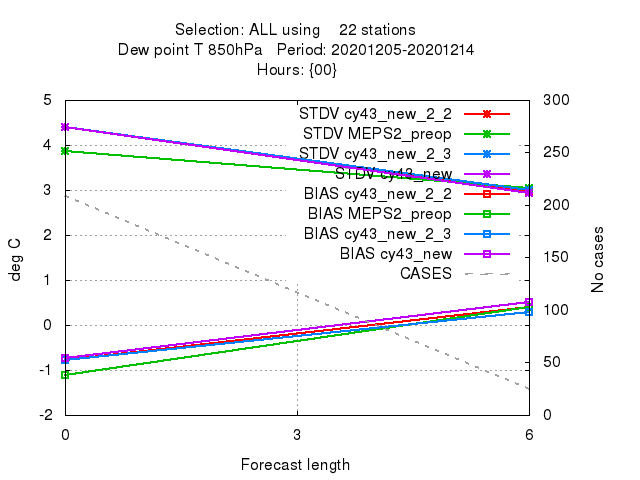 Selection: ALL using 22 stations
Dew point T 850hPa Period: 20201205-20201214
Hours: {00}
5
4
3
2
1
0
-1
-2
deg C
300
250
200
150
100
50
0
No cases
STDV cy43_new_2_2
STDV MEPS2_preop
STDV cy43_new_2_3
STDV cy43_new
BIAS cy43_new_2_2
BIAS MEPS2_preop
BIAS cy43_new_2_3
BIAS cy43_new
CASES
0 3 6
Forecast length